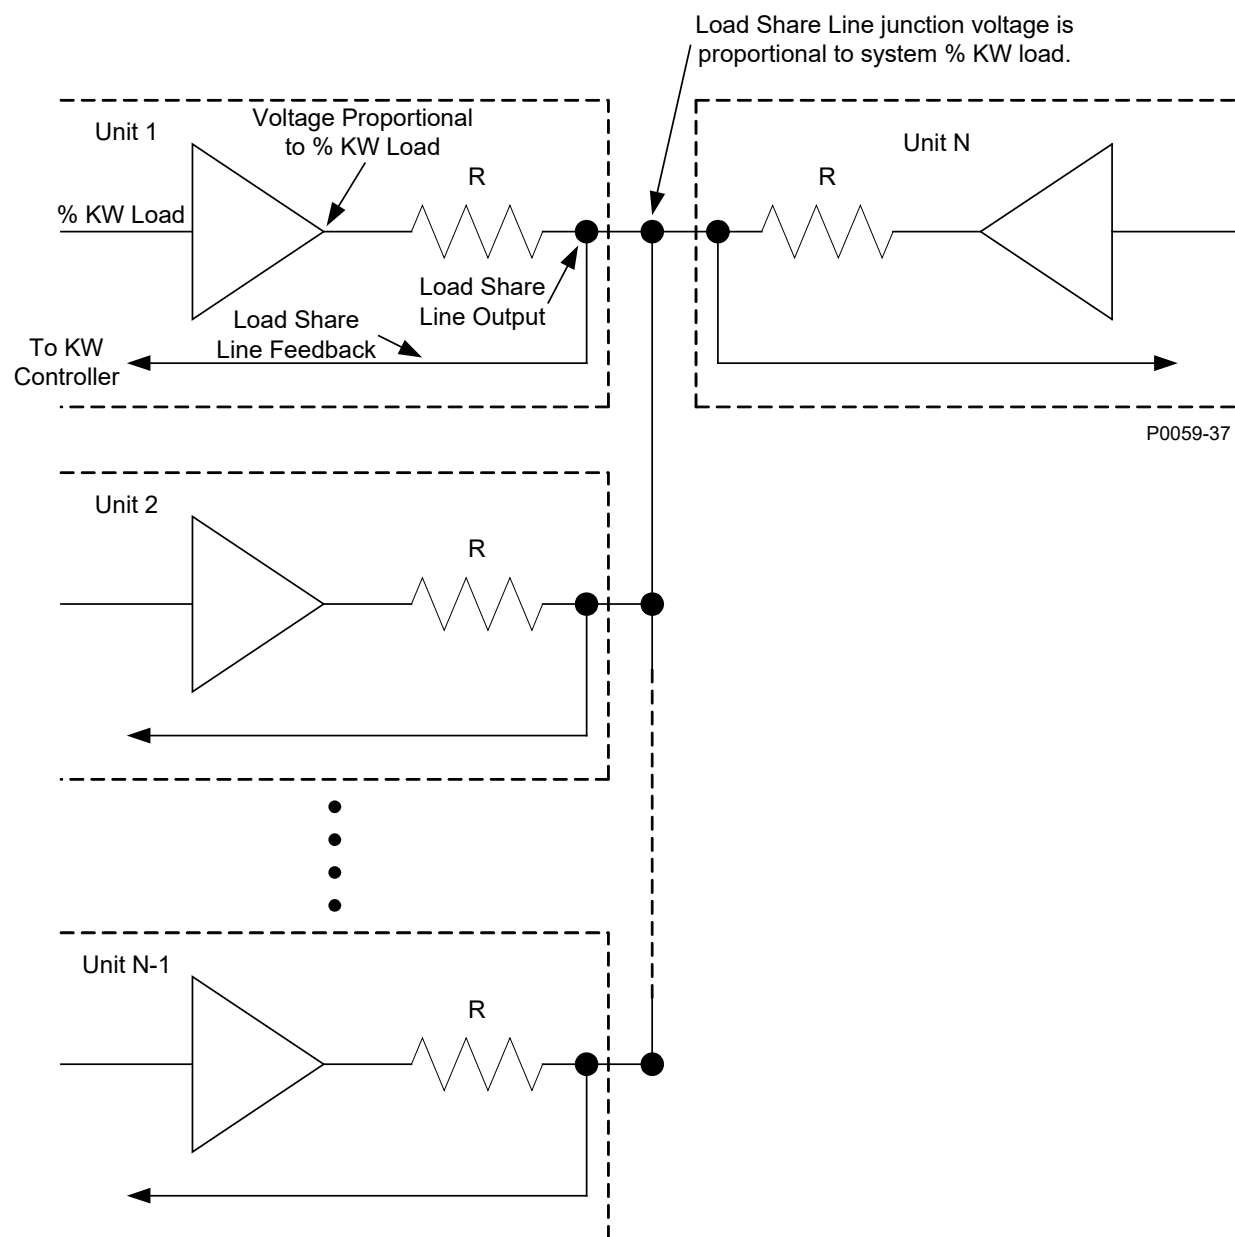 Load Share Line junction voltage is
proportional to system % KW load.
Unit 1
Voltage Proportional
to % KW Load
R
% KW Load
Load Share
Line Output
Load Share
Line Feedback
To KW
Controller
Unit N
R
P0059-37
Unit 2
R
Unit N-1
R